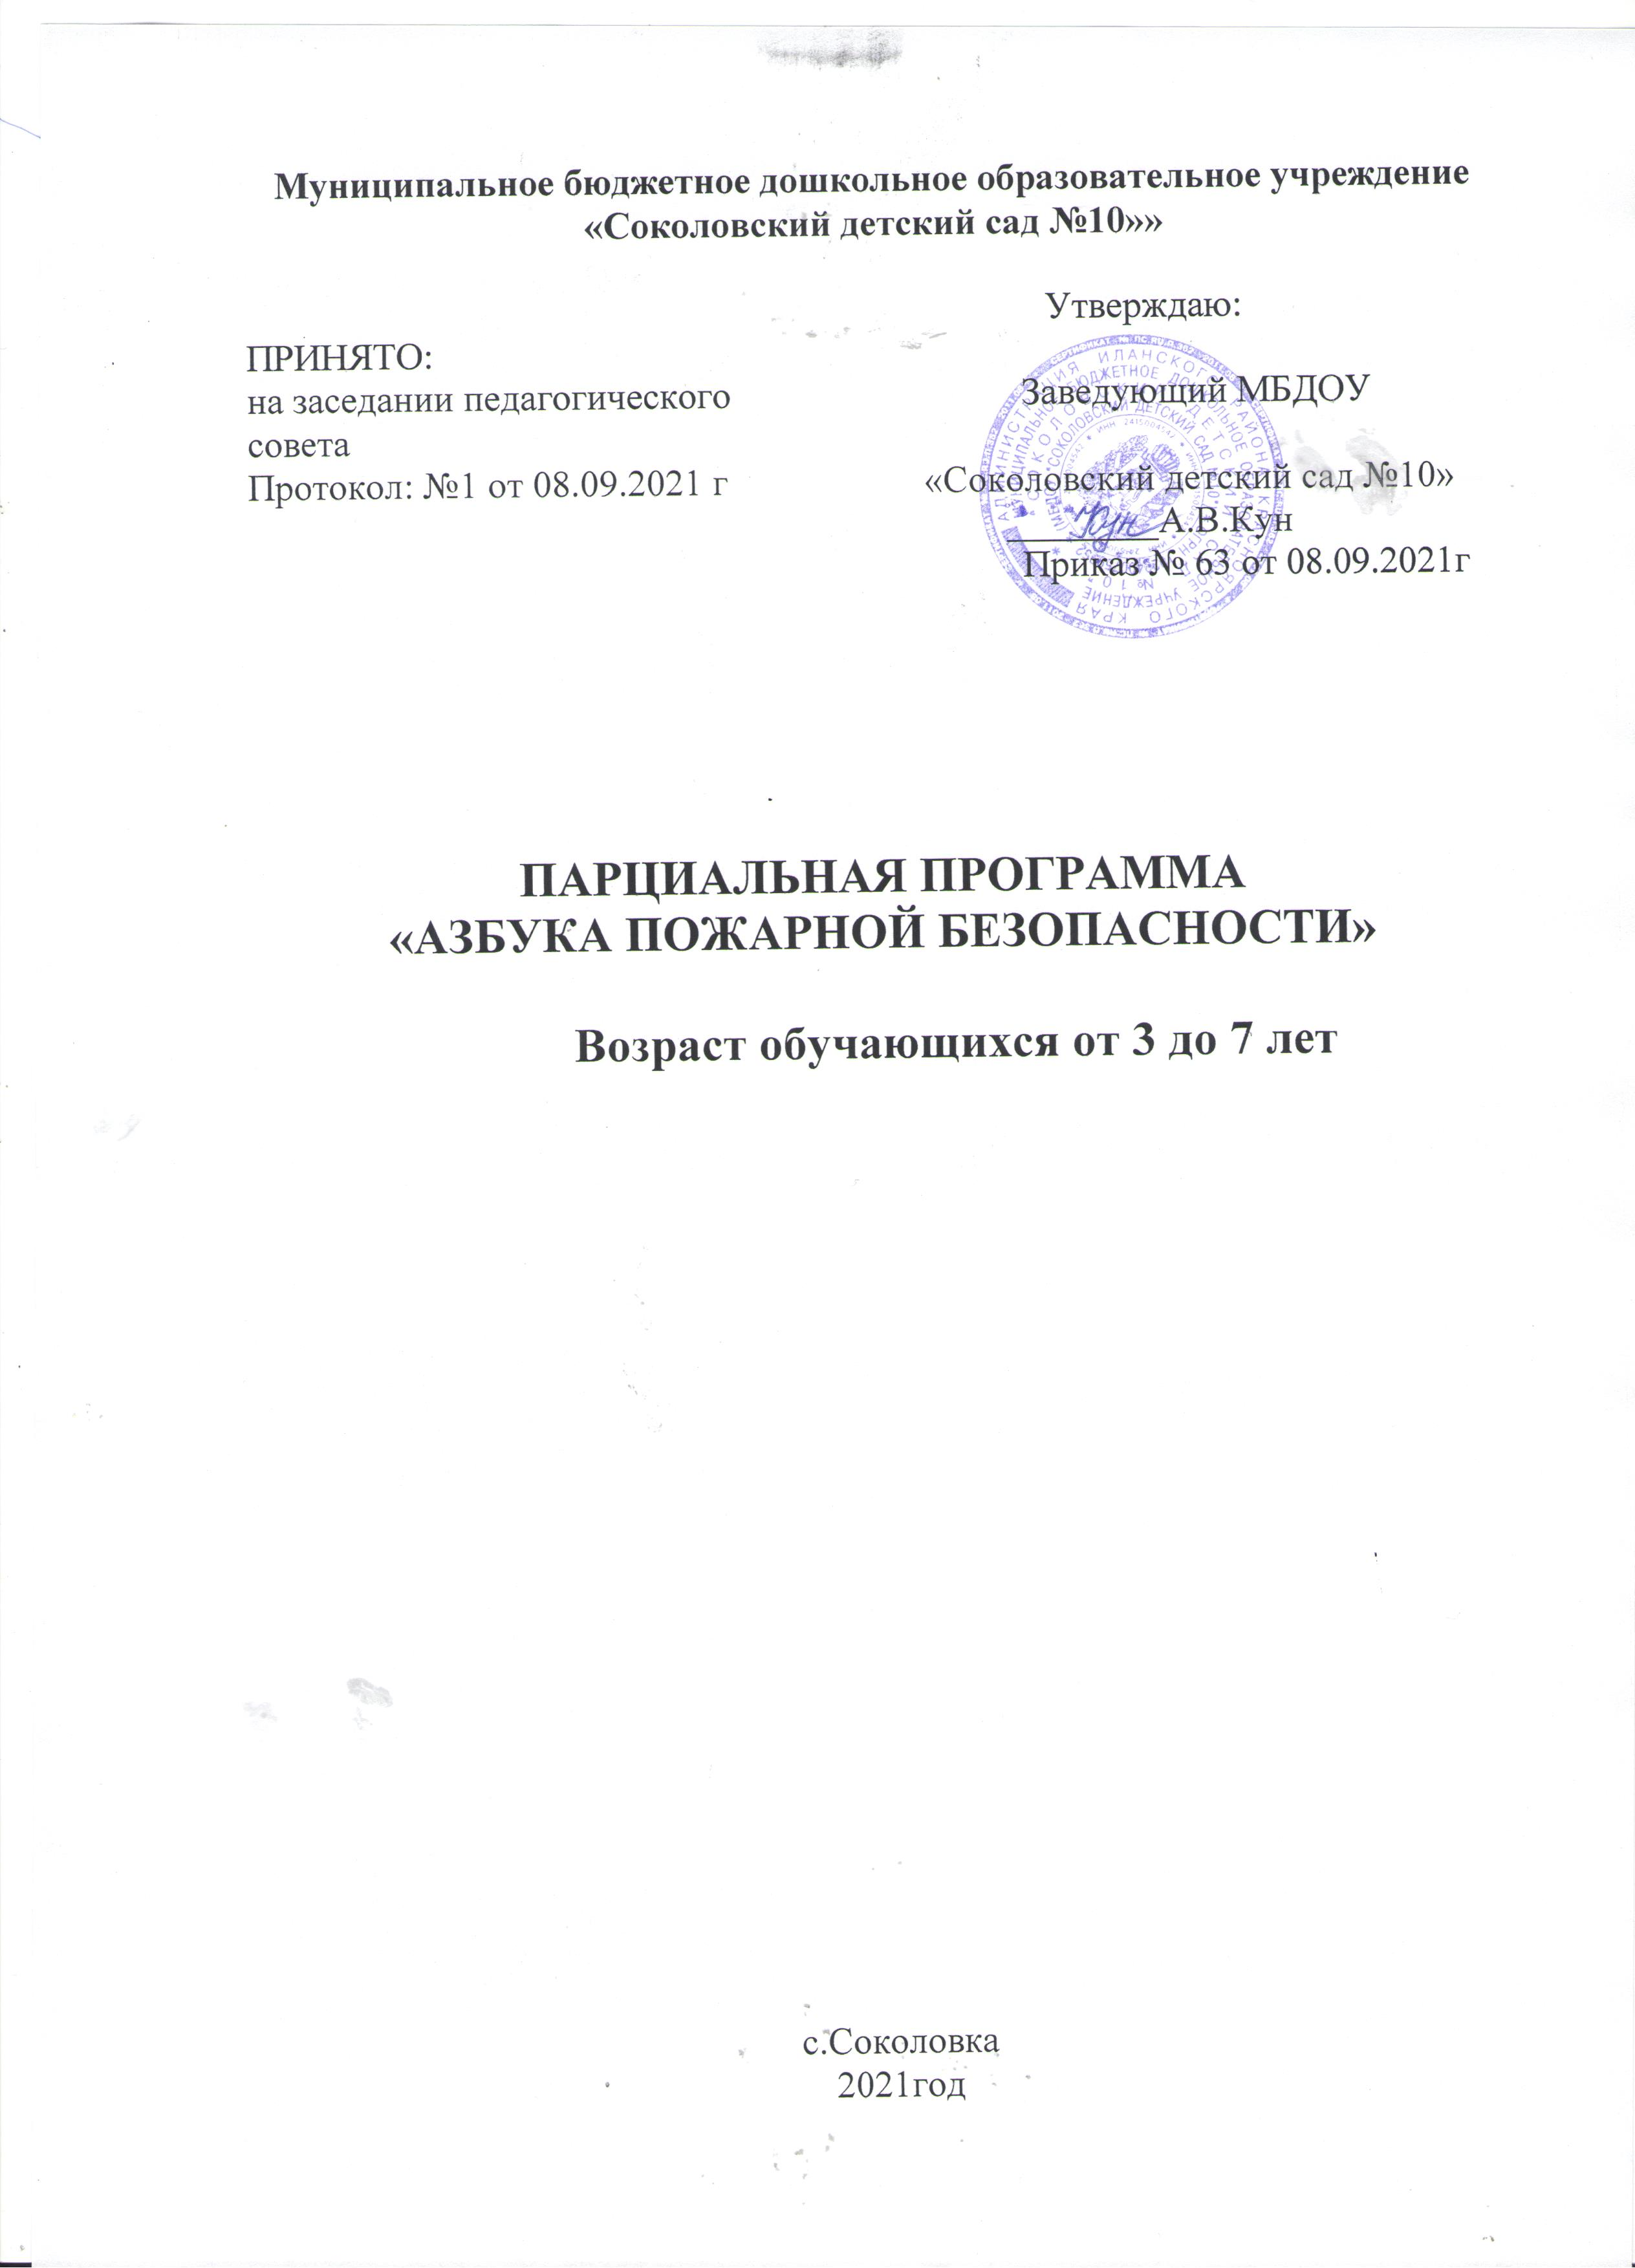 Муниципальное бюджетное дошкольное образовательное учреждение
«Соколовский детский сад №10»»
Утверждаю:
ПРИНЯТО:
на заседании педагогического
совета
Протокол: №1 от 08.09.2021 г
Заведующий МБДОУ
«Соколовский детский сад №10»
А.В.Кун
Приказ № 63 от 08.09.2021г
ПАРЦИАЛЬНАЯ ПРОГРАММА
«АЗБУКА ПОЖАРНОЙ БЕЗОПАСНОСТИ»
Возраст обучающихся от 3 до 7 лет
с.Соколовка
2021год